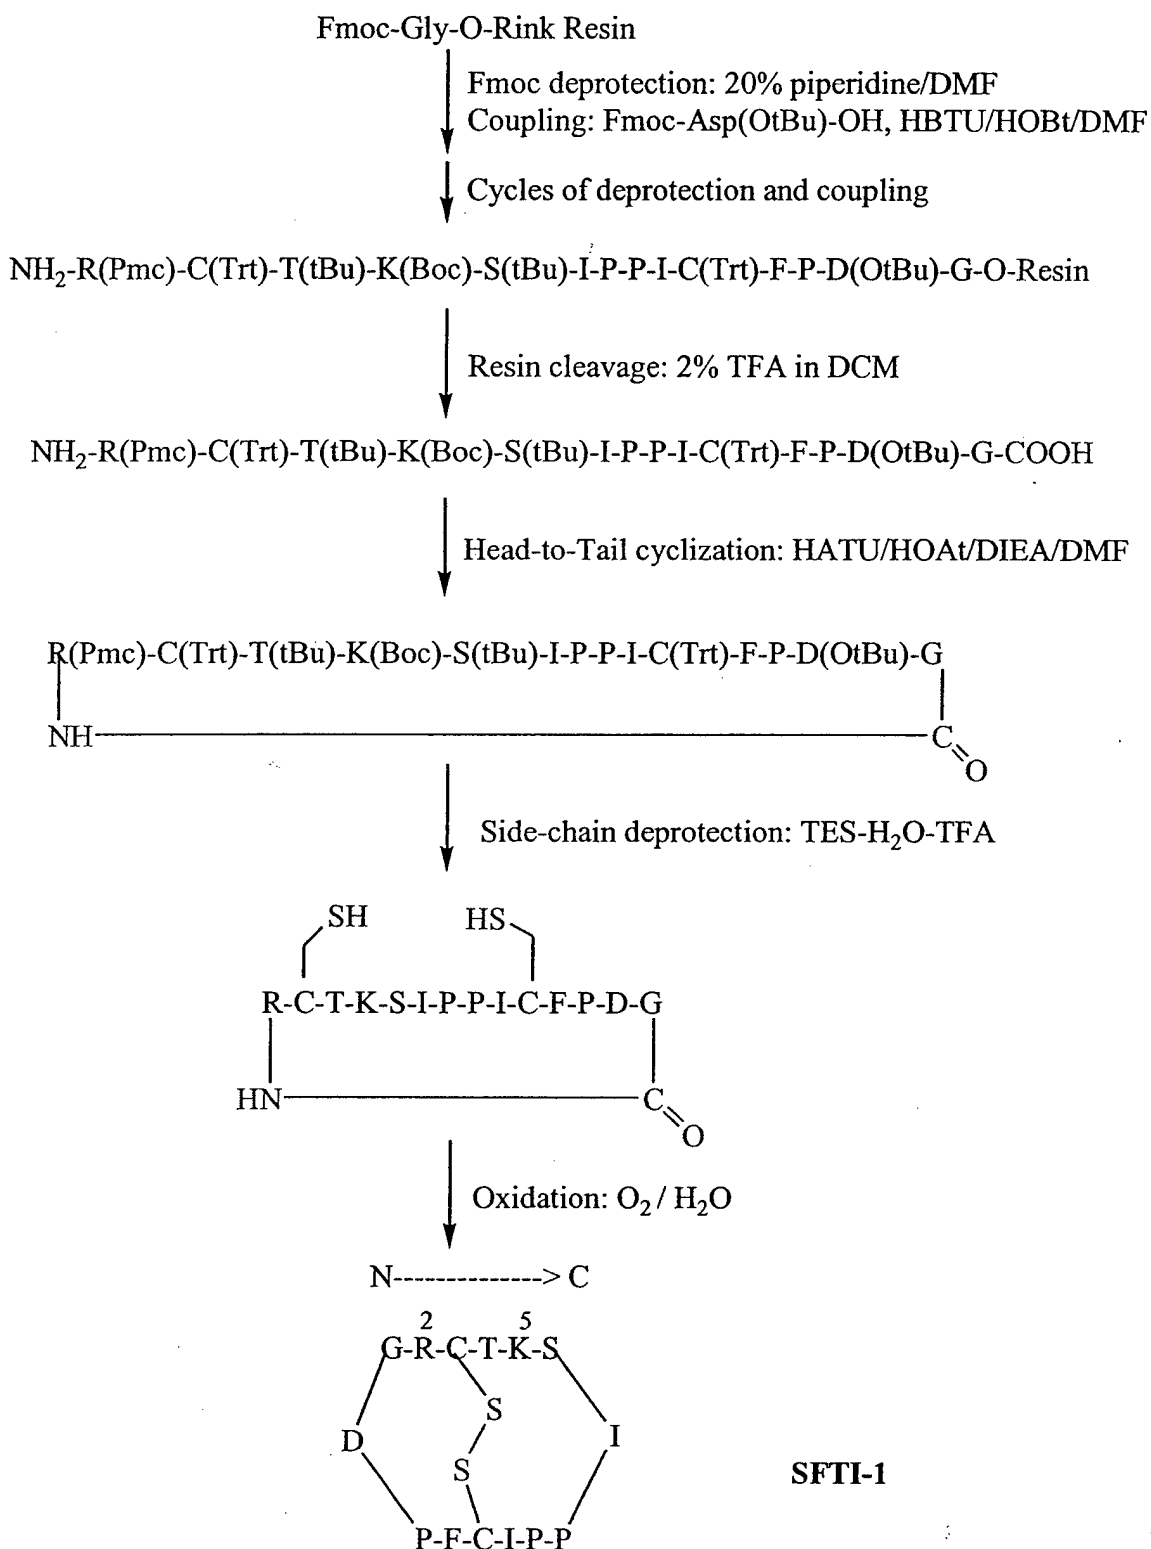 Fmoc-Gly-O-Rink Resin
Fmoc deprotection: 20% piperidine/DMF
Coupling: Fmoc-Asp(OtBu)-OH, HBTU/HOBt/DMF
Cycles of deprotection and coupling
NH₂-R(Pmc)-C(Trt)-T(tBu)-K(Boc)-S(tBu)-I-P-P-I-C(Trt)-F-P-D(OtBu)-G-O-Resin
Resin cleavage: 2% TFA in DCM
NH₂-R(Pmc)-C(Trt)-T(tBu)-K(Boc)-S(tBu)-I-P-P-I-C(Trt)-F-P-D(OtBu)-G-COOH
Head-to-Tail cyclization: HATU/HOAt/DIEA/DMF
R(Pmc)-C(Trt)-T(tBu)-K(Boc)-S(tBu)-I-P-P-I-C(Trt)-F-P-D(OtBu)-G
NH C
O
Side-chain deprotection: TES-H₂O-TFA
SH HS
R-C-T-K-S-I-P-P-I-C-F-P-D-G
HN C
O
Oxidation: O₂ / H₂O
N---------------> C
2 5
G-R-C-T-K-S
S
D I
S
SFTI-1
P-F-C-I-P-P